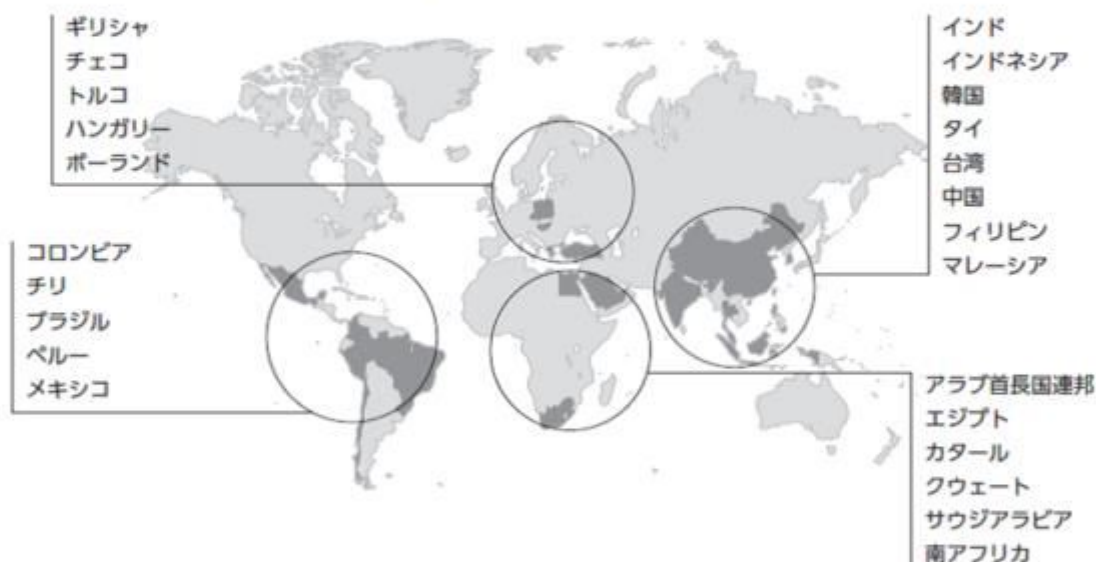 ギリシャ
チェコ
トルコ
ハンガリー
ポーランド
コロンビア
チリ
ブラジル
ペルー
メキシコ
インド
インドネシア
韓国
タイ
台湾
中国
フィリピン
マレーシア
アラブ首長国連邦
エジプト
カタール
クウェート
サウジアラビア
南アフリカ